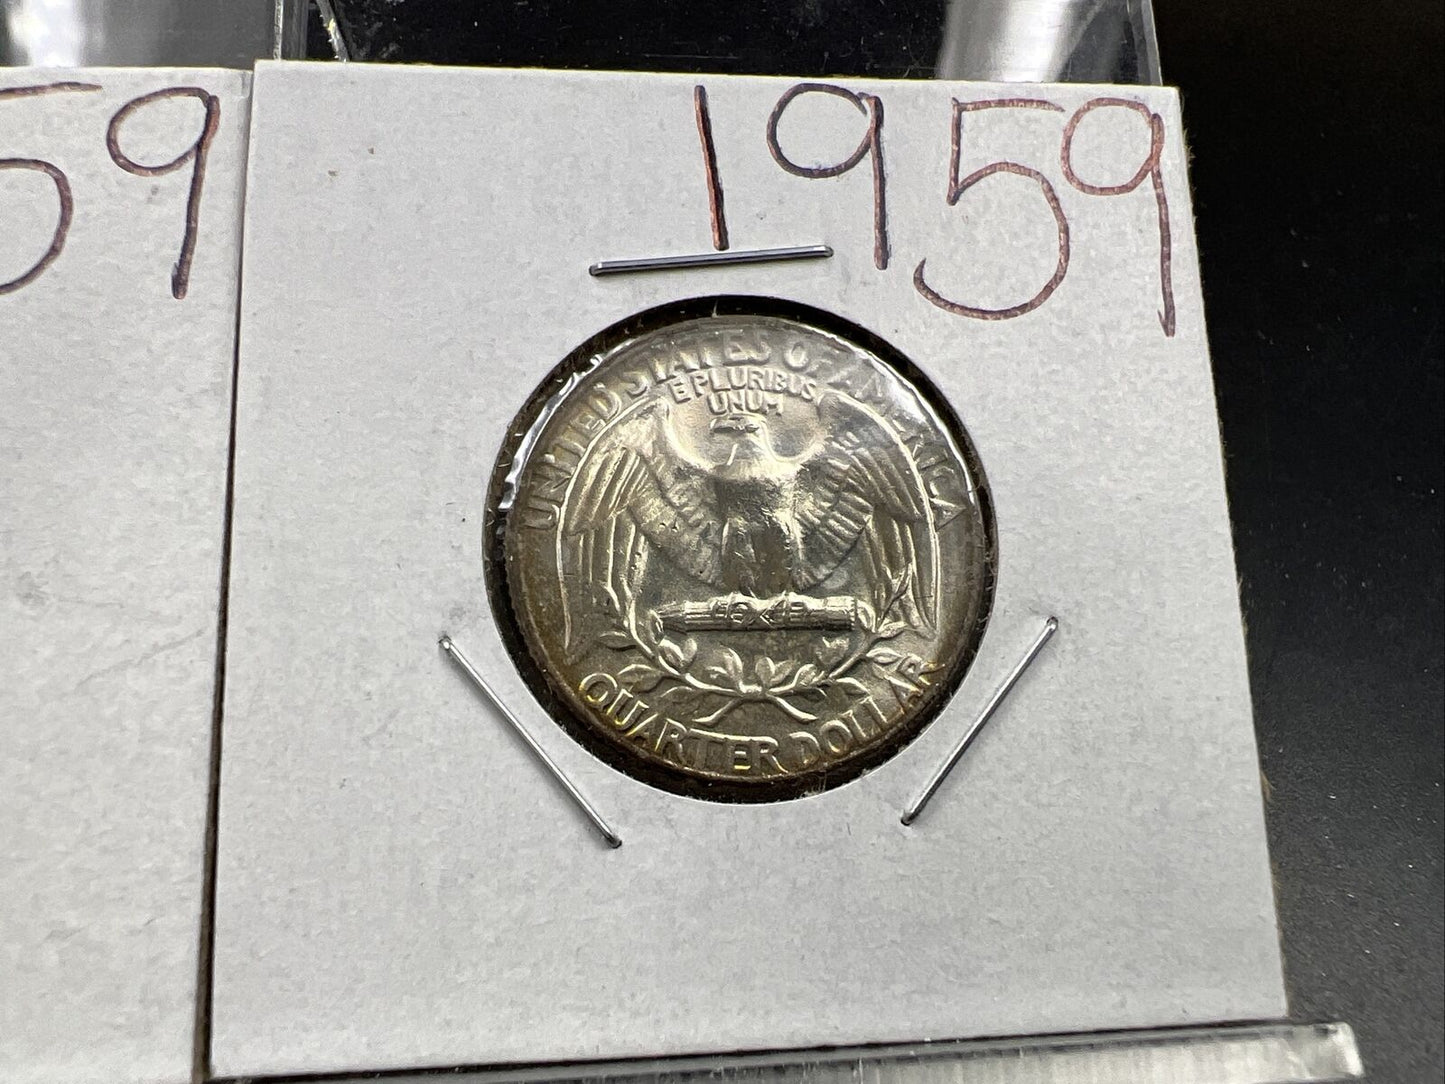 59
1959
UNITED STATES OF AMERICA
E PLURIBUS
UNUM
QUARTER DOLLAR